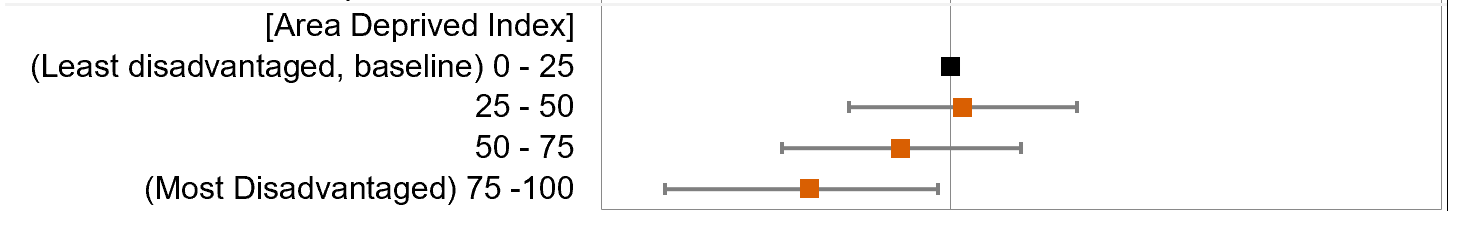 [Area Deprived Index]
(Least disadvantaged, baseline) 0 - 25
25 - 50
50 - 75
(Most Disadvantaged) 75 -100